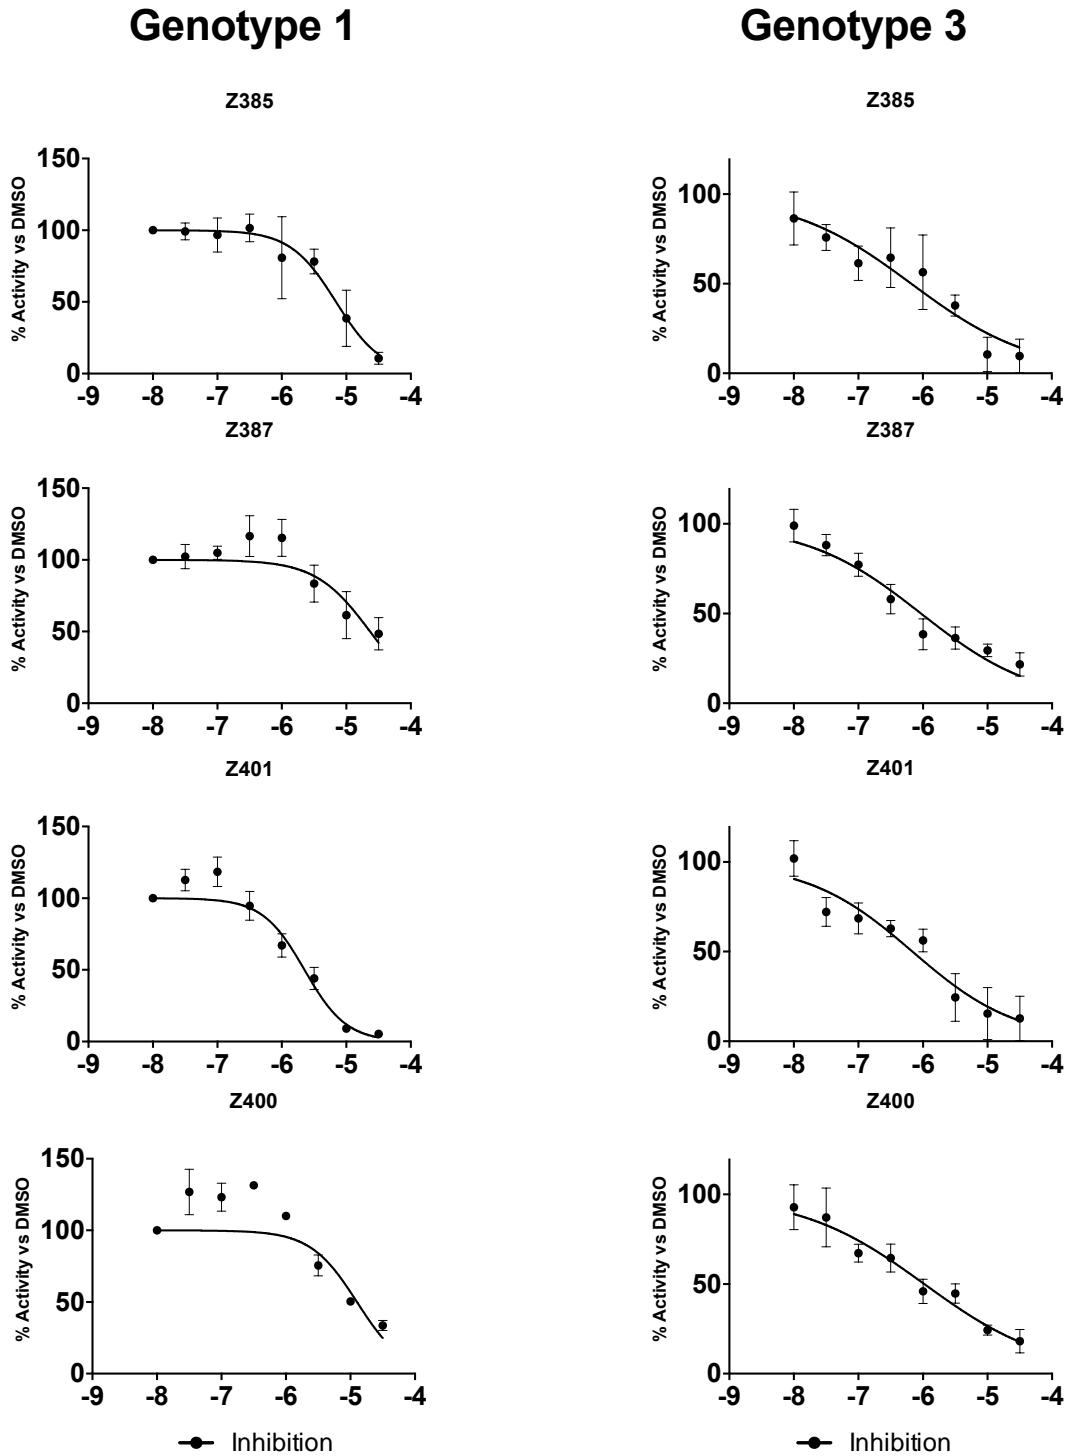 Genotype 1
Genotype 3
Z385
Z385
% Activity vs DMSO
150
100
50
0
-9 -8 -7 -6 -5 -4
% Activity vs DMSO
100
50
0
-9 -8 -7 -6 -5 -4
Z387
Z387
% Activity vs DMSO
150
100
50
0
-9 -8 -7 -6 -5 -4
% Activity vs DMSO
100
50
0
-9 -8 -7 -6 -5 -4
Z401
Z401
% Activity vs DMSO
150
100
50
0
-9 -8 -7 -6 -5 -4
% Activity vs DMSO
100
50
0
-9 -8 -7 -6 -5 -4
Z400
Z400
% Activity vs DMSO
150
100
50
0
-9 -8 -7 -6 -5 -4
% Activity vs DMSO
100
50
0
-9 -8 -7 -6 -5 -4
Inhibition
Inhibition